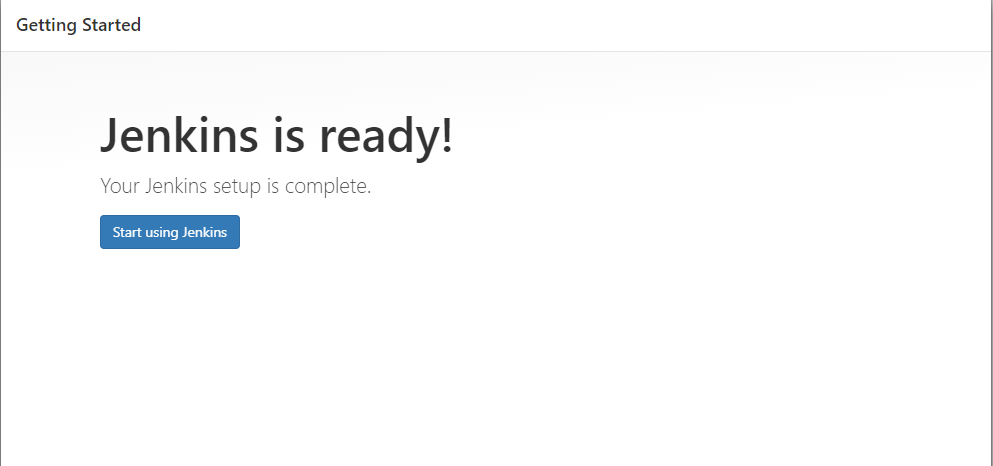 Getting Started
Jenkins is ready!
Your Jenkins setup is complete.
Start using Jenkins